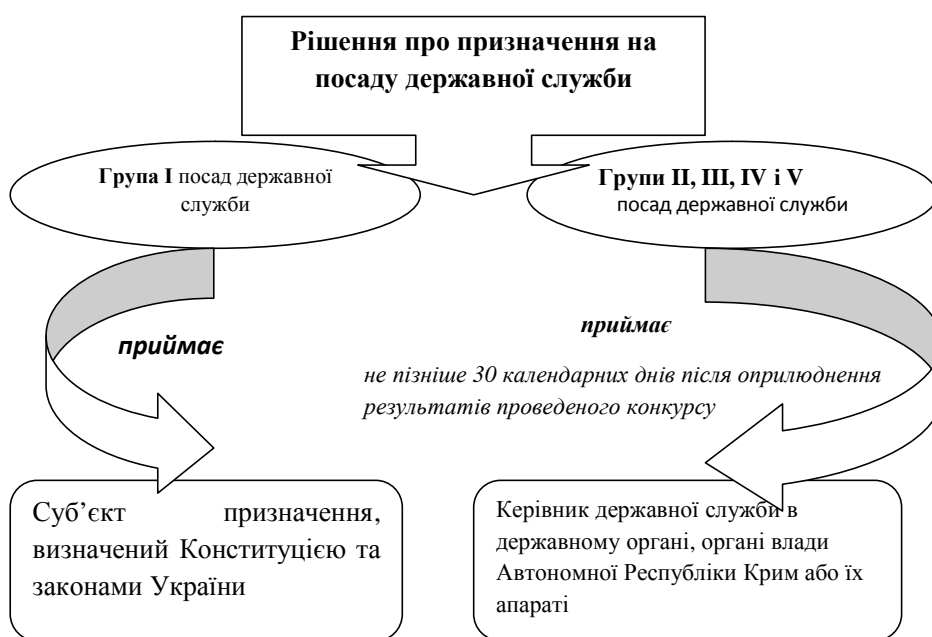 Рішення про призначення на
посаду державної служби
Група I посад державної
служби
Групи II, III, IV і V
посад державної служби
приймає
приймає
не пізніше 30 календарних днів після оприлюднення
результатів проведеного конкурсу
Суб’єкт призначення,
визначений Конституцією та
законами України
Керівник державної служби в
державному органі, органі влади
Автономної Республіки Крим або їх
апараті